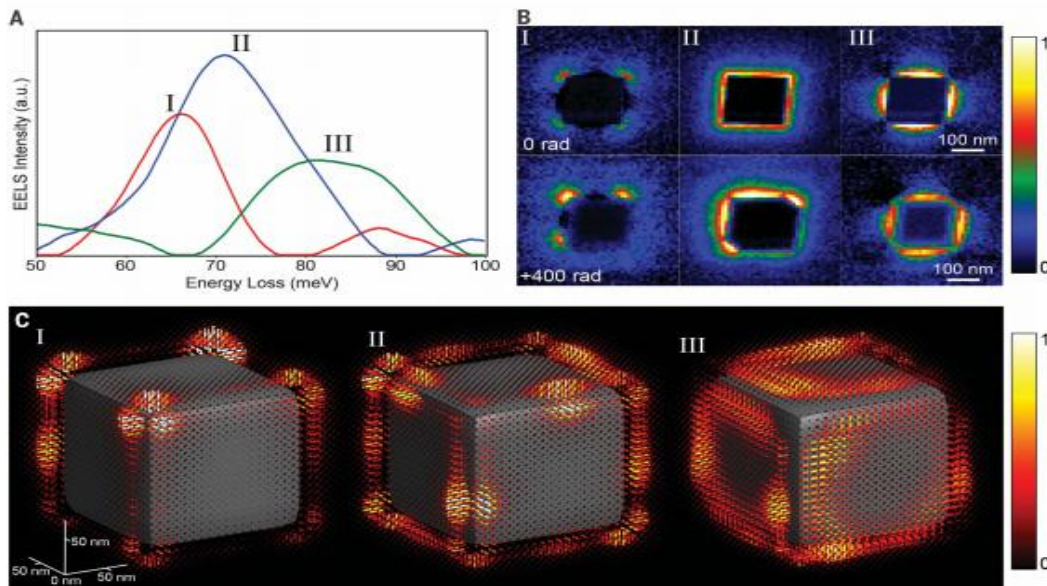 A
I
II
III
EELS Intensity (a.u.)
50 60 70 80 90 100
Energy Loss (meV)
B
I II III
1
0 rad
100 nm
+400 rad
100 nm
0
C
I II III
1
50 nm
50 nm 0 nm 50 nm
0